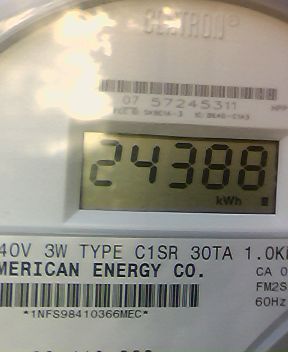 CENTRON®
07 57245311
24388
kWh
40V 3W TYPE C1SR 30TA 1.0K
MERICAN ENERGY CO.
CA 0
FM2S
60Hz
*1NFS98410366MEC*